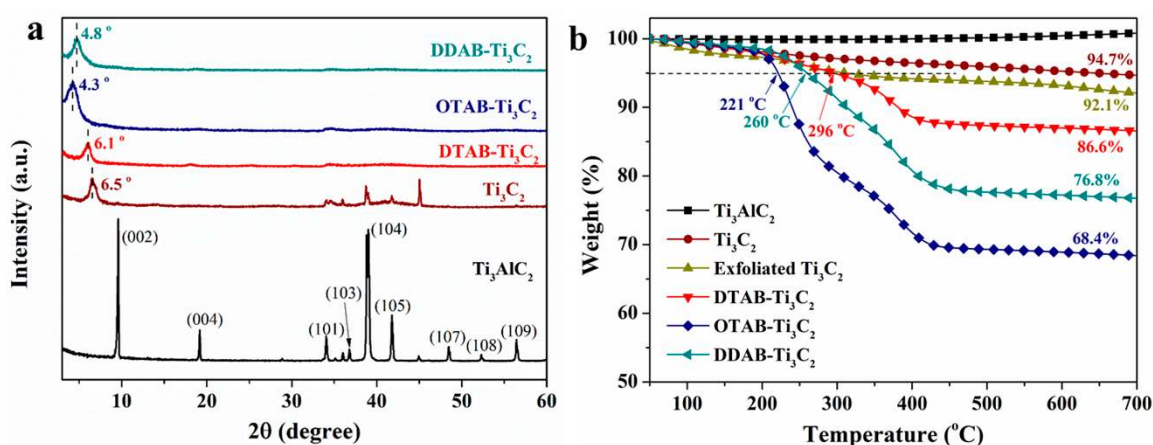 a
4.8 °
DDAB-Ti₃C₂
4.3 °
OTAB-Ti₃C₂
6.1 °
DTAB-Ti₃C₂
6.5 °
Ti₃C₂
(002)
(104)
Ti₃AlC₂
(004)
(101)
(103)
(105)
(107)
(108)
(109)
10 20 30 40 50 60
2θ (degree)
Intensity (a.u.)
b
100
90
80
70
60
50
Weight (%)
94.7%
92.1%
86.6%
76.8%
68.4%
221 °C
260 °C
296 °C
Ti₃AlC₂
Ti₃C₂
Exfoliated Ti₃C₂
DTAB-Ti₃C₂
OTAB-Ti₃C₂
DDAB-Ti₃C₂
100 200 300 400 500 600 700
Temperature (°C)